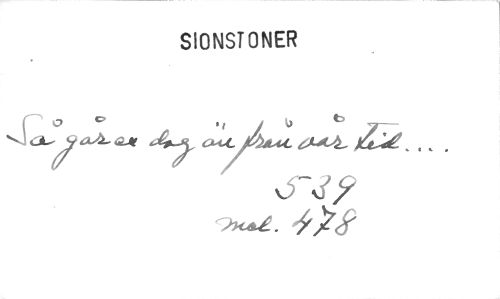 SIONSTONER
Så går en dag än från vår tid....
539
mel. 478